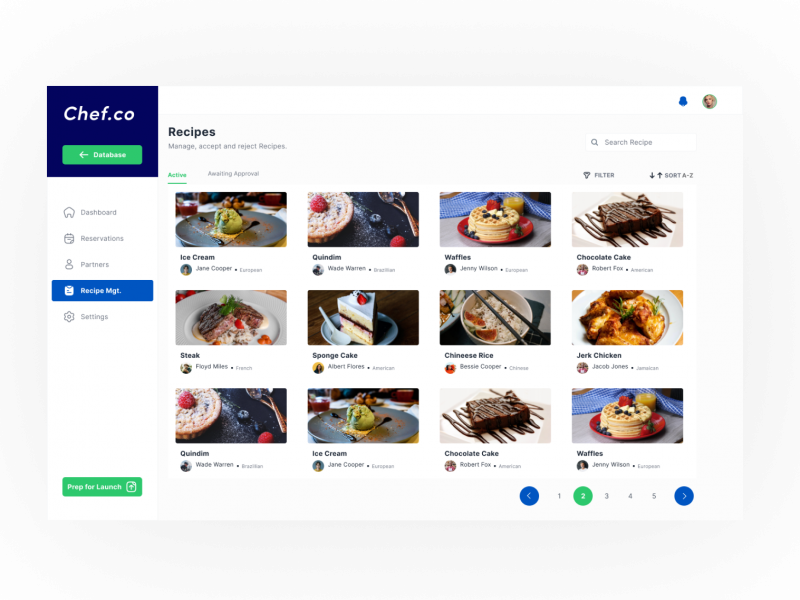 Chef.co
← Database
Dashboard
Reservations
Partners
Recipe Mgt.
Settings
Prep for Launch
Recipes
Manage, accept and reject Recipes.
Search Recipe
Active
Awaiting Approval
FILTER
SORT A-Z
Ice Cream
Jane Cooper • European
Quindim
Wade Warren • Brazillian
Waffles
Jenny Wilson • European
Chocolate Cake
Robert Fox • American
Steak
Floyd Miles • French
Sponge Cake
Albert Flores • American
Chineese Rice
Bessie Cooper • Chinese
Jerk Chicken
Jacob Jones • Jamaican
Quindim
Wade Warren • Brazillian
Ice Cream
Jane Cooper • European
Chocolate Cake
Robert Fox • American
Waffles
Jenny Wilson • European
1 2 3 4 5